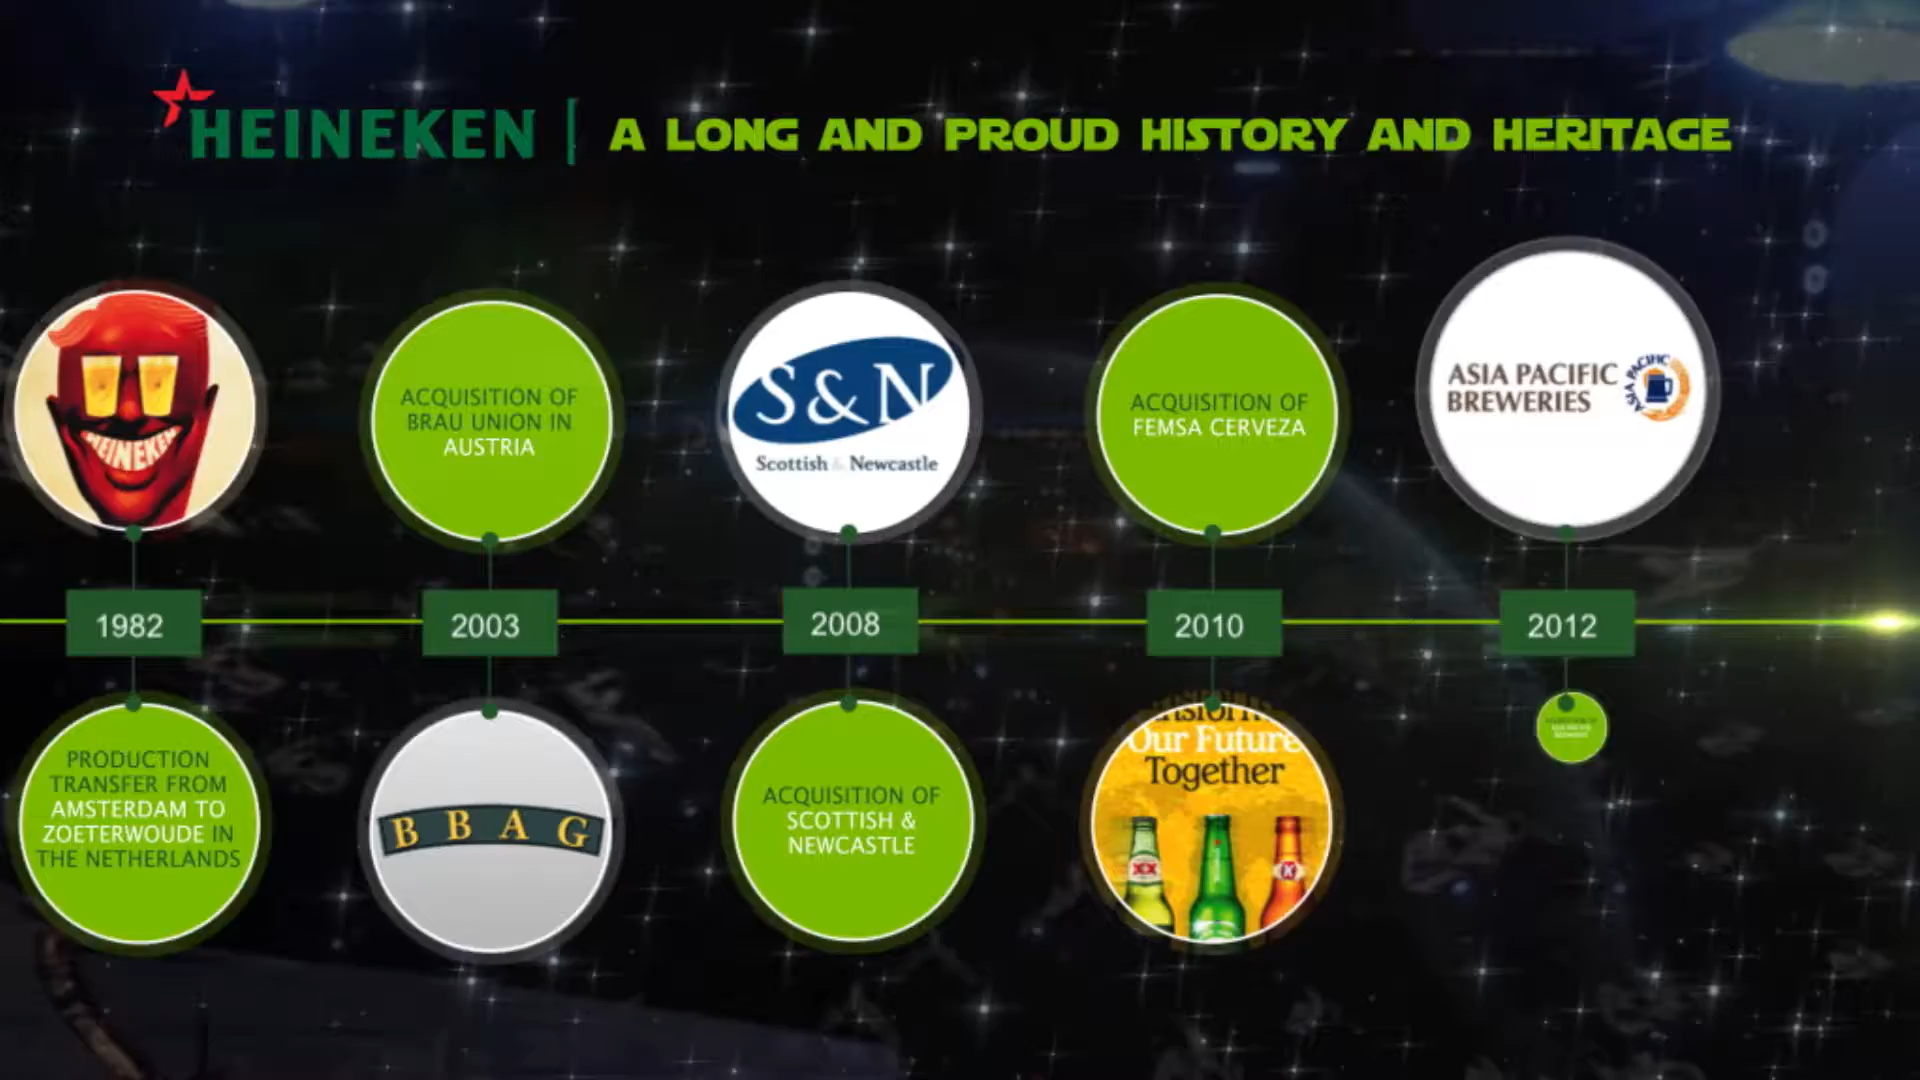 HEINEKEN | A LONG AND PROUD HISTORY AND HERITAGE
HEINEKEN
ACQUISITION OF
BRAU UNION IN
AUSTRIA
S&N
Scottish & Newcastle
ACQUISITION OF
FEMSA CERVEZA
ASIA PACIFIC
BREWERIES
ASIA PACIFIC
1982
2003
2008
2010
2012
PRODUCTION
TRANSFER FROM
AMSTERDAM TO
ZOETERWOUDE IN
THE NETHERLANDS
BBAG
ACQUISITION OF
SCOTTISH &
NEWCASTLE
Our Future
Together
XX
K